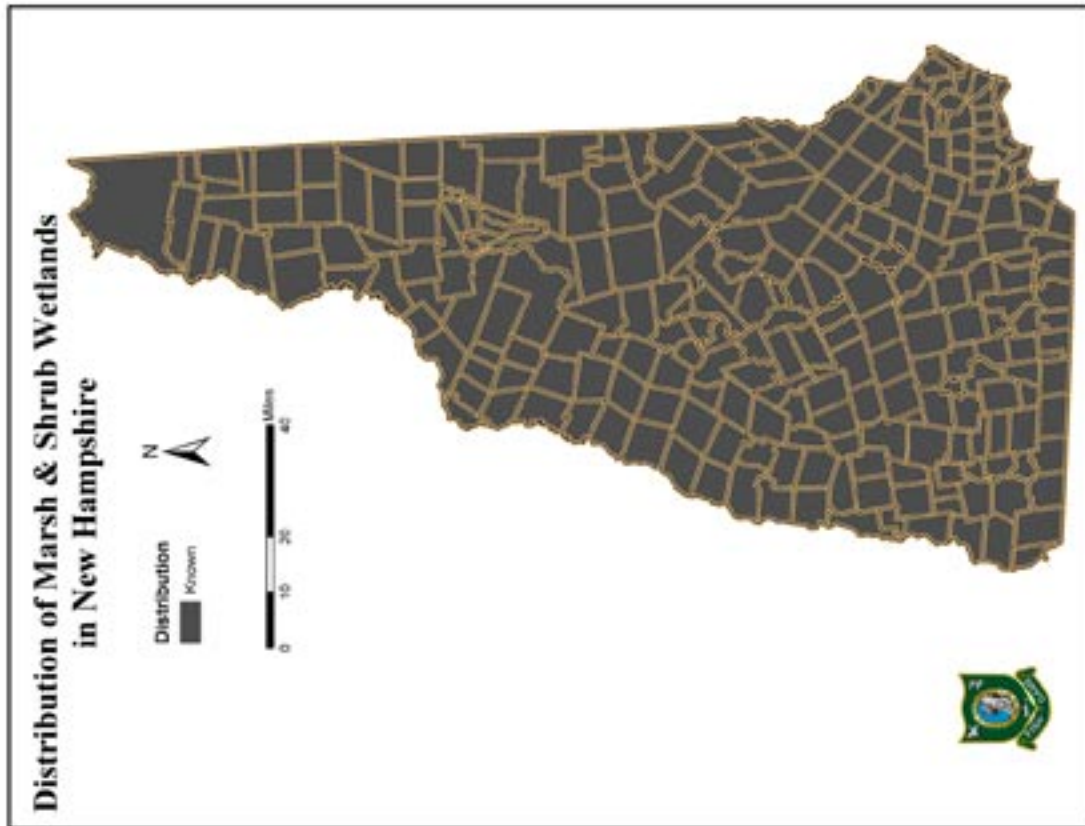 Distribution of Marsh & Shrub Wetlands
in New Hampshire
N
Distribution
Known
0 10 20 40
Miles